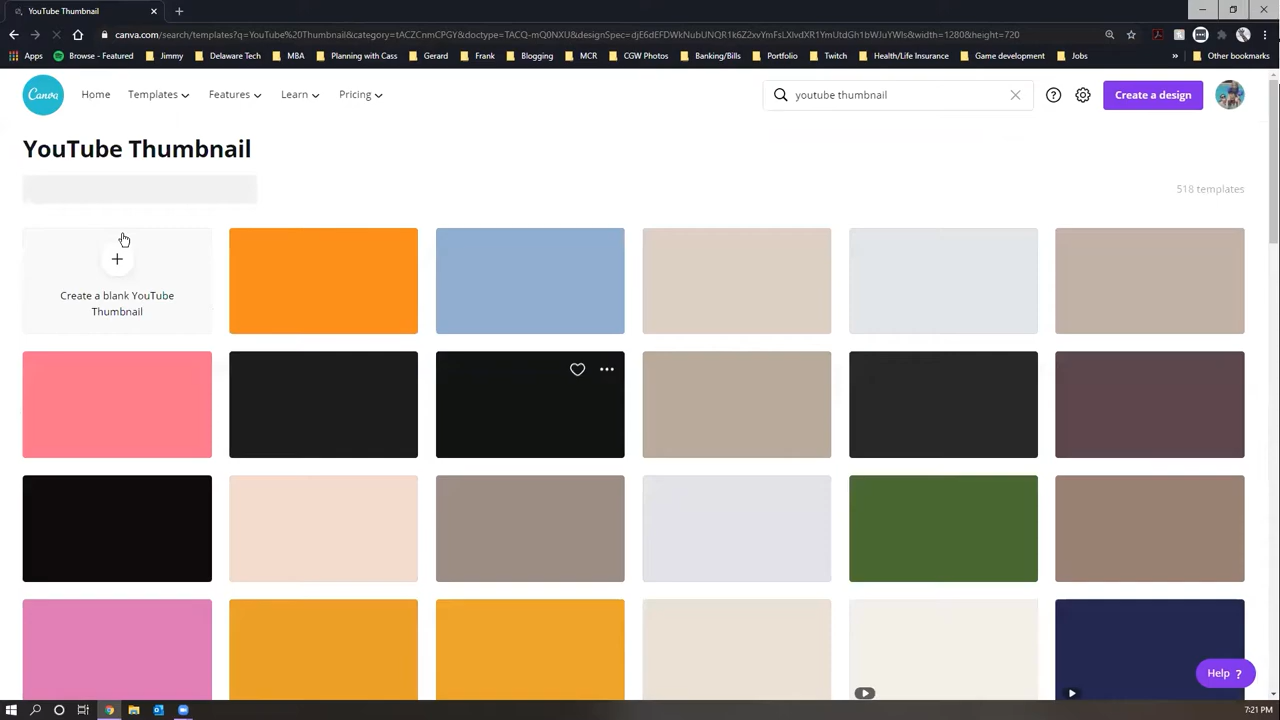 YouTube Thumbnail
canva.com/search/templates?q=YouTube%20Thumbnail&category=tACZCnmCPGY&doctype=TACQ-mQ0NXU&designSpec=
&width=1280&height=720
Apps Browse - Featured Jimmy Delaware Tech MBA Planning with Cass Gerard Frank Blogging MCR CGW Photos Banking/Bills Portfolio Twitch Health/Life Insurance Game development Jobs Other bookmarks
Canva Home Templates Features Learn Pricing youtube thumbnail Create a design
YouTube Thumbnail
518 templates
Create a blank YouTube
Thumbnail
Help ?
7:21 PM